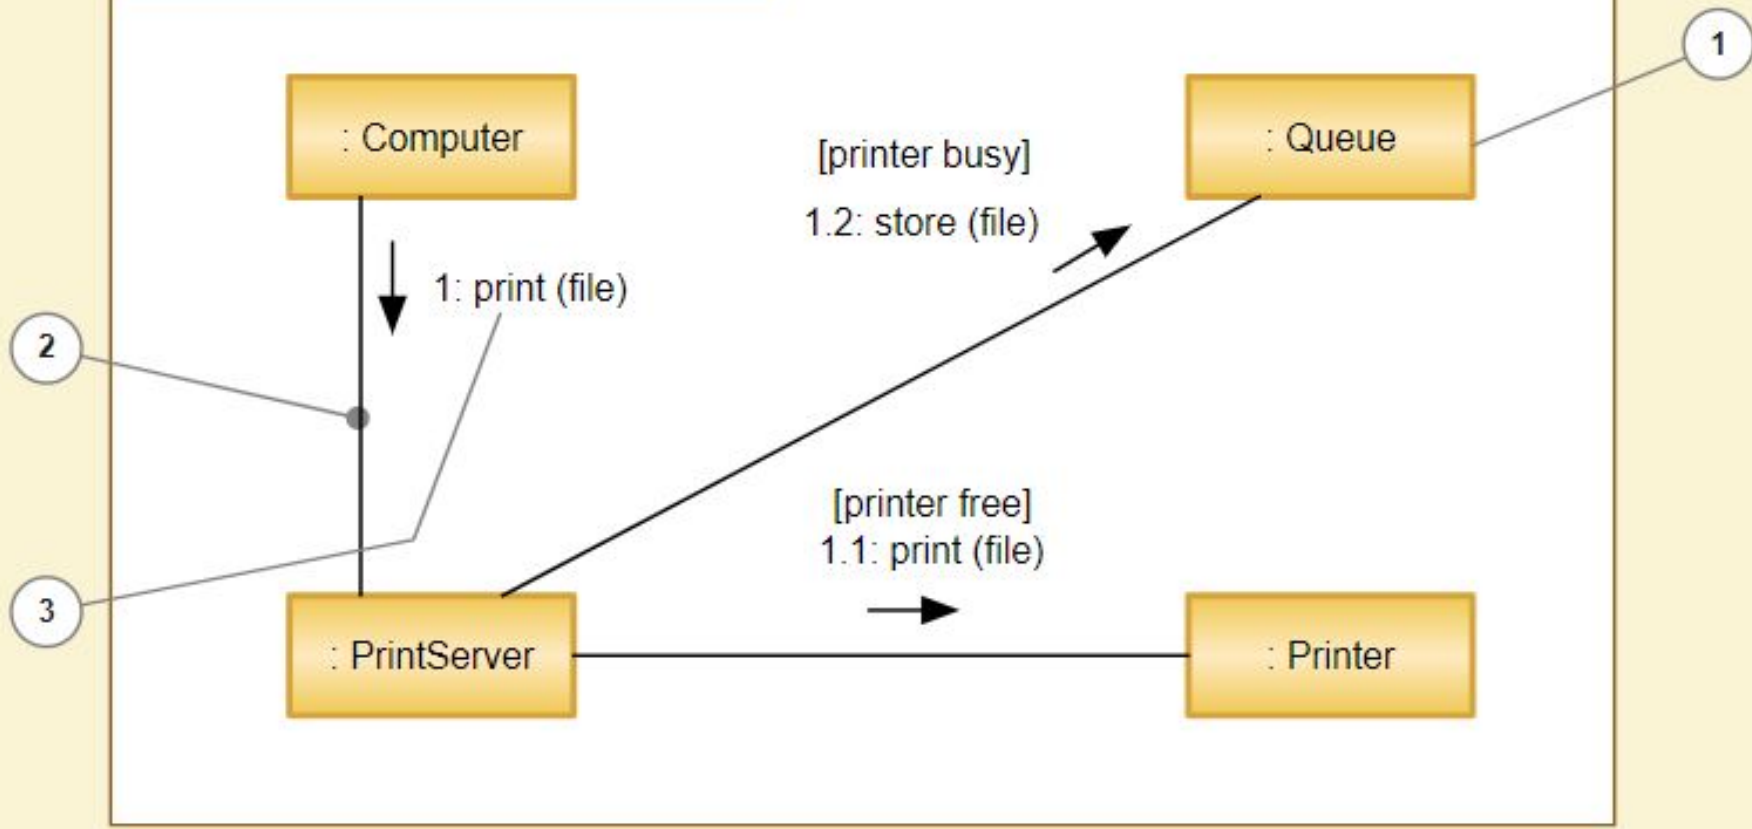 1
: Computer
: Queue
[printer busy]
1.2: store (file)
1: print (file)
2
[printer free]
1.1: print (file)
3
: PrintServer
: Printer